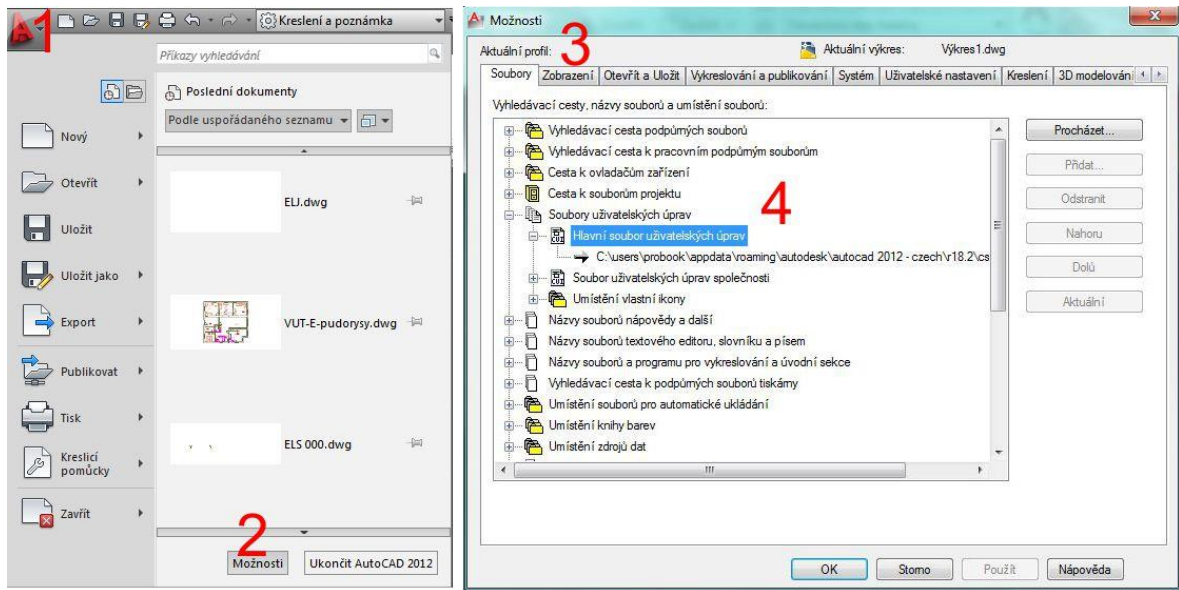 1
Kreslení a poznámka
Příkazy vyhledávání
Poslední dokumenty
Podle uspořádaného seznamu
Nový
Otevřít
Uložit
Uložit jako
Export
Publikovat
Tisk
Kreslicí
pomůcky
Zavřít
ELI.dwg
VUT-E-pudorysy.dwg
ELS 000.dwg
2
Možnosti
Ukončit AutoCAD 2012
Možnosti
Aktuální profil:
3
Aktuální výkres:
Výkres1.dwg
Soubory
Zobrazení
Otevřít a Uložit
Vykreslování a publikování
Systém
Uživatelské nastavení
Kreslení
3D modelování
Vyhledávací cesty, názvy souborů a umístění souborů:
Vyhledávací cesta podpůrných souborů
Vyhledávací cesta k pracovním podpůrným souborům
Cesta k ovladačům zařízení
Cesta k souborům projektu
4
Soubory uživatelských úprav
Hlavní soubor uživatelských úprav
C:\users\probook\appdata\roaming\autodesk\autocad 2012 - czech\r18.2\cs
Soubor uživatelských úprav společnosti
Umístění vlastní ikony
Názvy souborů nápovědy a další
Názvy souborů textového editoru, slovníku a písem
Názvy souborů a programu pro vykreslování a úvodní sekce
Vyhledávací cesta k podpůrných souborů tiskárny
Umístění souborů pro automatické ukládání
Umístění knihy barev
Umístění zdrojů dat
Procházet...
Přidat...
Odstranit
Nahoru
Dolů
Aktuální
OK
Storno
Použít
Nápověda